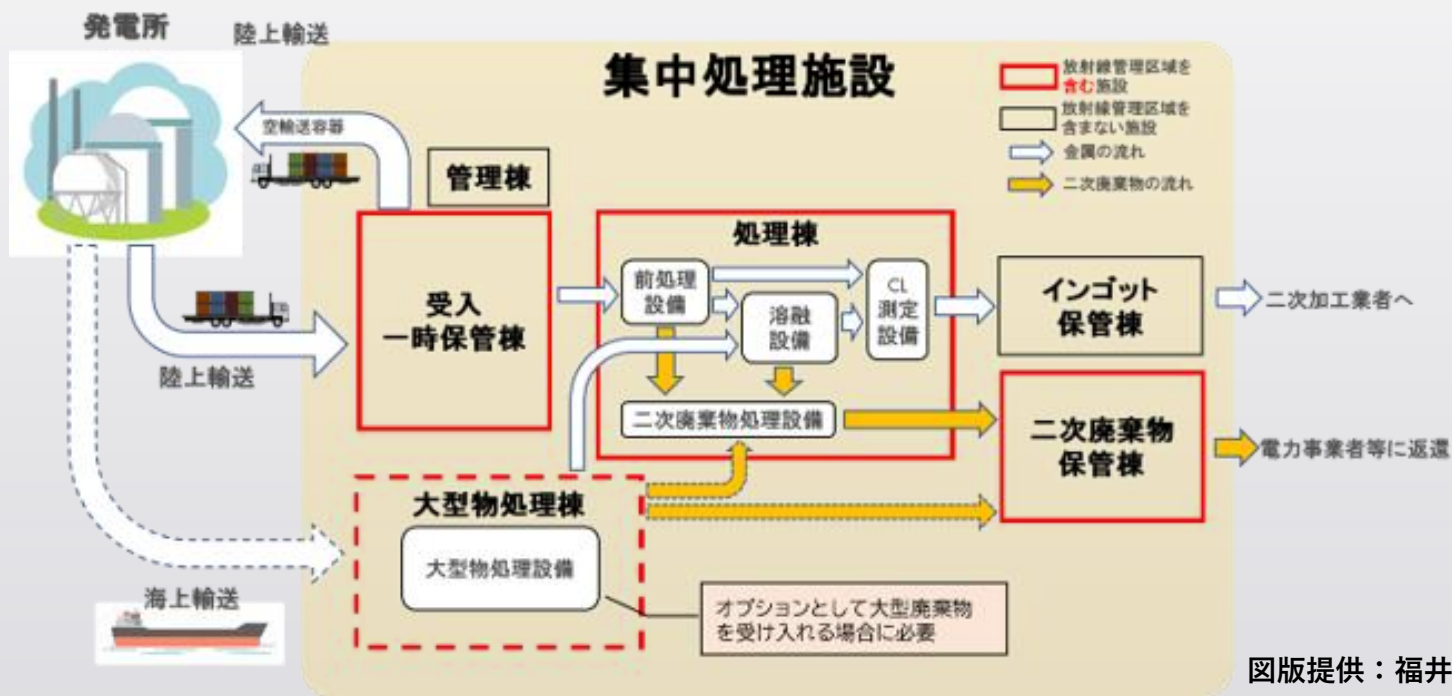 発電所
陸上輸送
集中処理施設
放射線管理区域を
含む施設
放射線管理区域を
含まない施設
金属の流れ
二次廃棄物の流れ
空輸送容器
管理棟
受入
一時保管棟
陸上輸送
処理棟
前処理
設備
溶融
設備
CL
測定
設備
二次廃棄物処理設備
インゴット
保管棟
二次加工業者へ
二次廃棄物
保管棟
電力事業者等に返還
大型物処理棟
大型物処理設備
海上輸送
オプションとして大型廃棄物
を受け入れる場合に必要
図版提供:福井